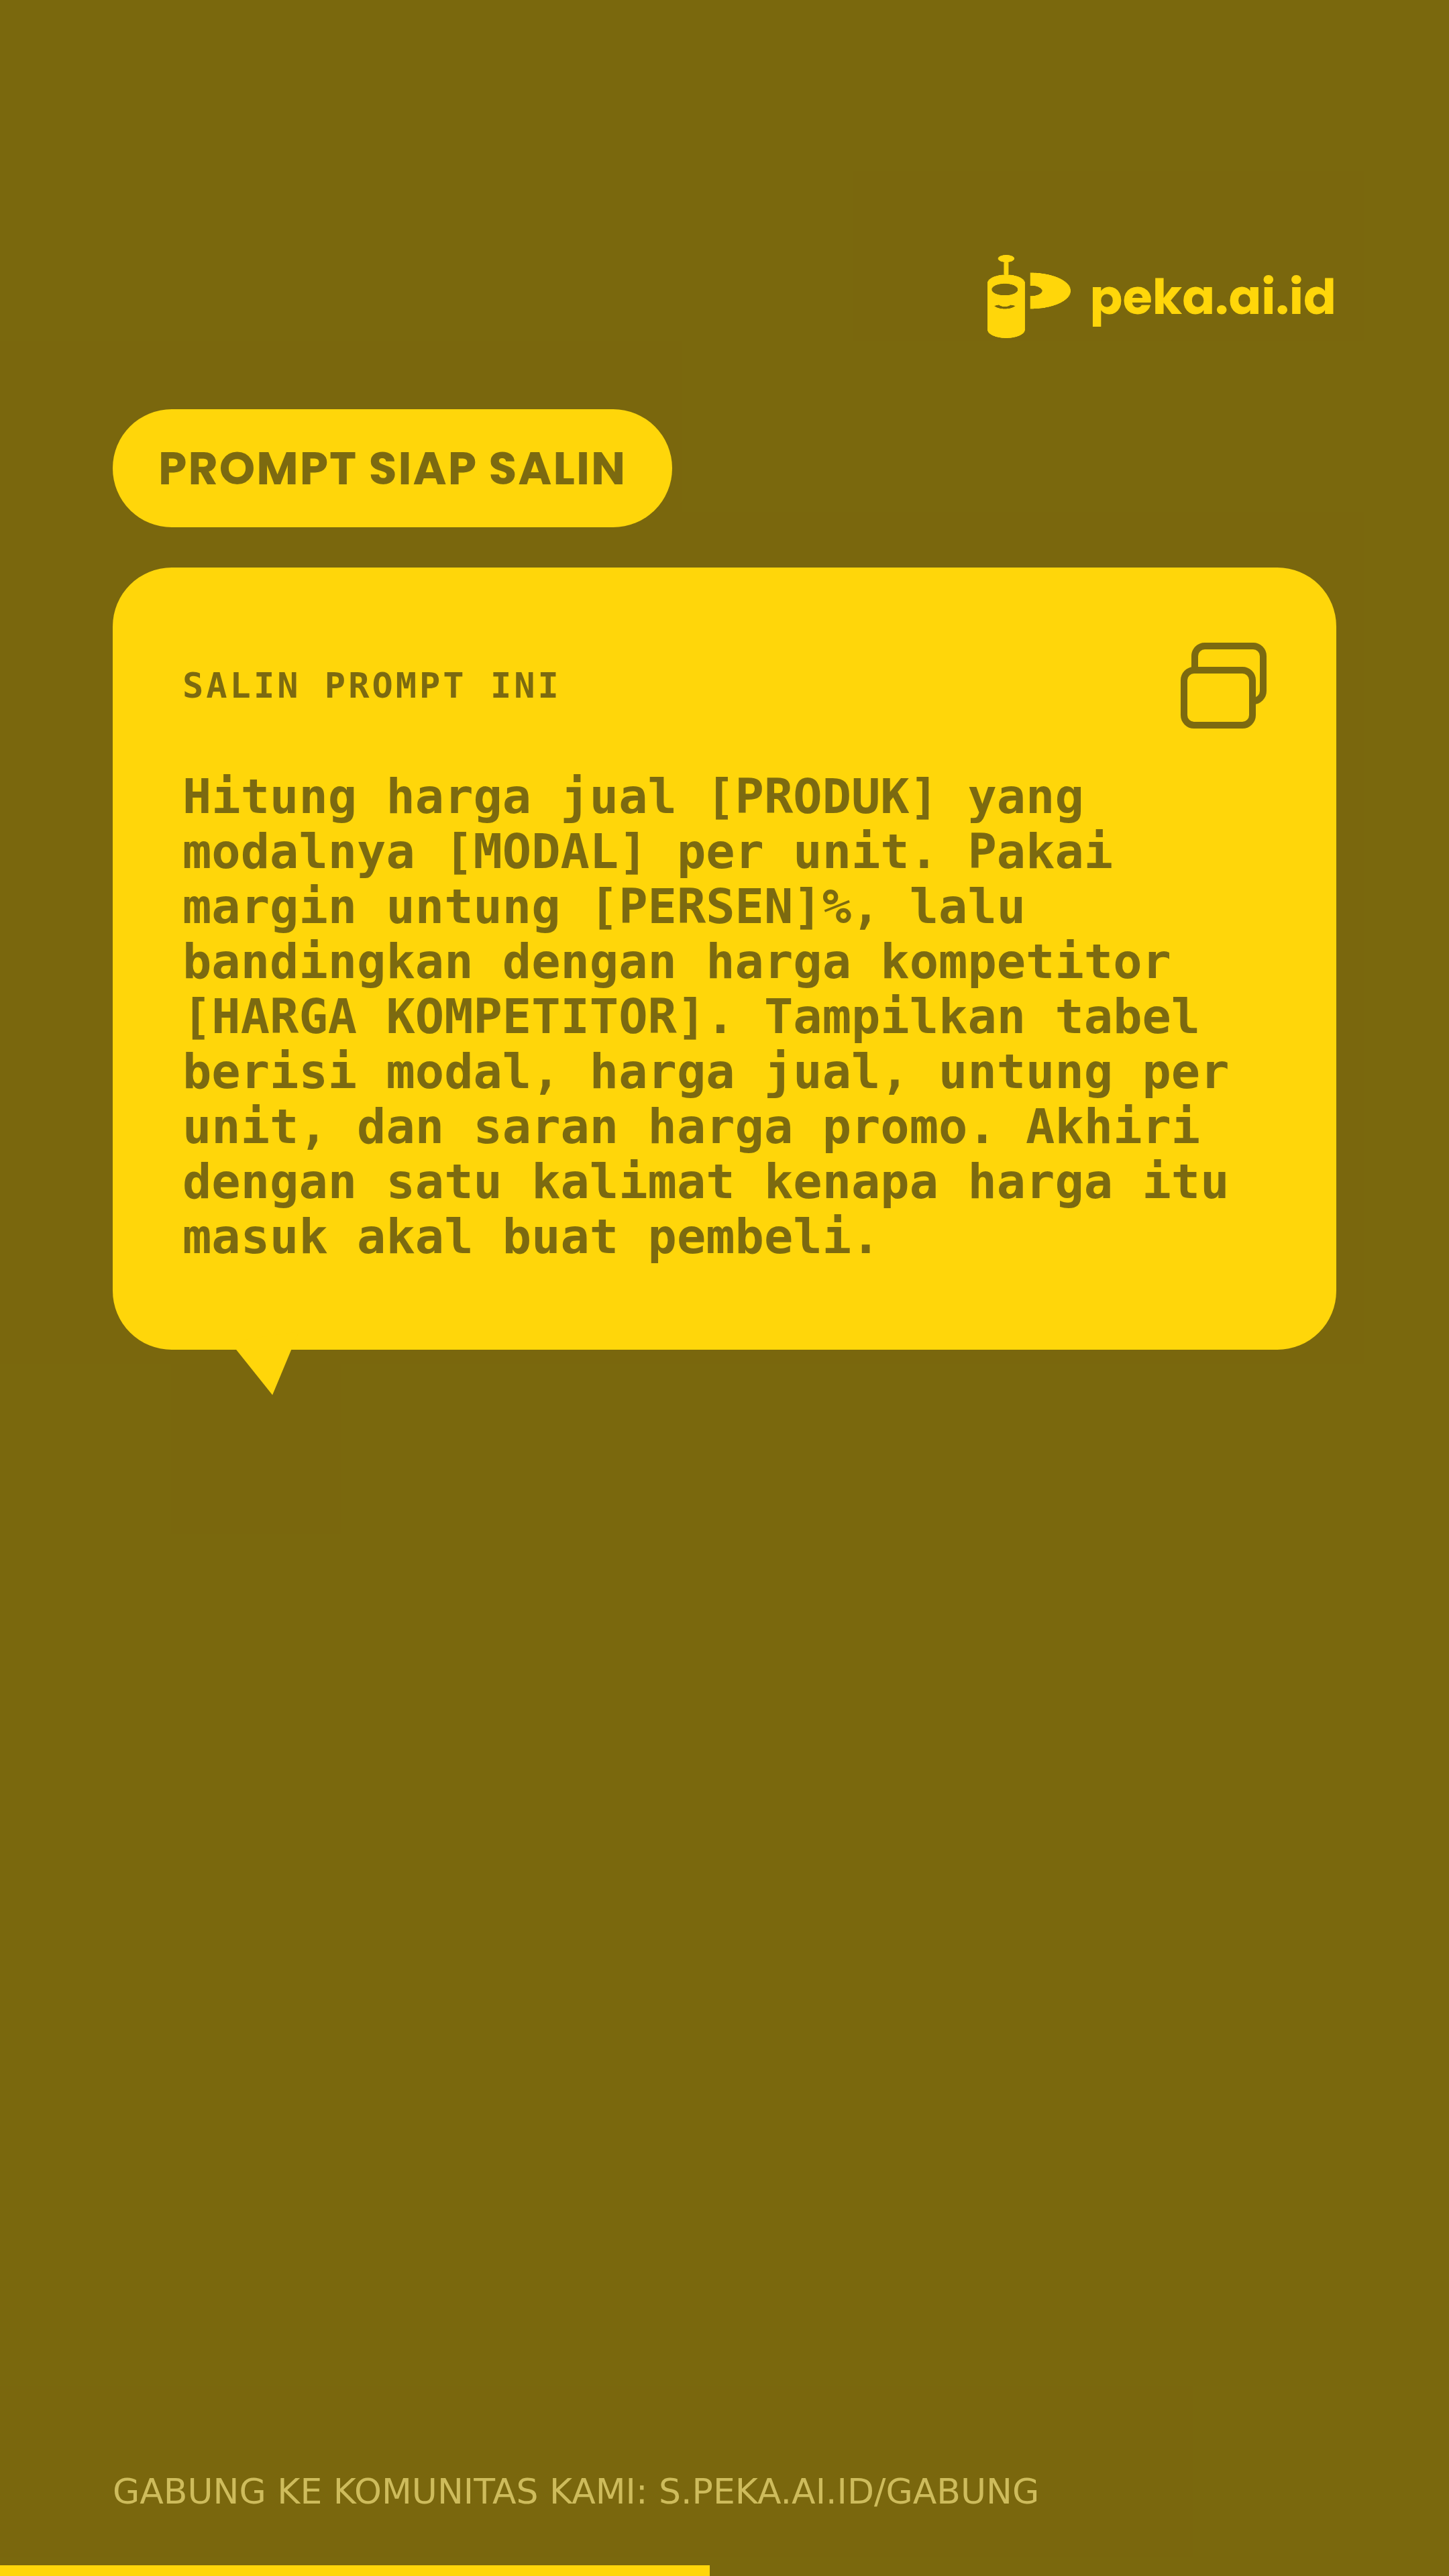 peka.ai.id
PROMPT SIAP SALIN
SALIN PROMPT INI
Hitung harga jual [PRODUK] yang
modalnya [MODAL] per unit. Pakai
margin untung [PERSEN]%, lalu
bandingkan dengan harga kompetitor
[HARGA KOMPETITOR]. Tampilkan tabel
berisi modal, harga jual, untung per
unit, dan saran harga promo. Akhiri
dengan satu kalimat kenapa harga itu
masuk akal buat pembeli.
GABUNG KE KOMUNITAS KAMI: S.PEKA.AI.ID/GABUNG